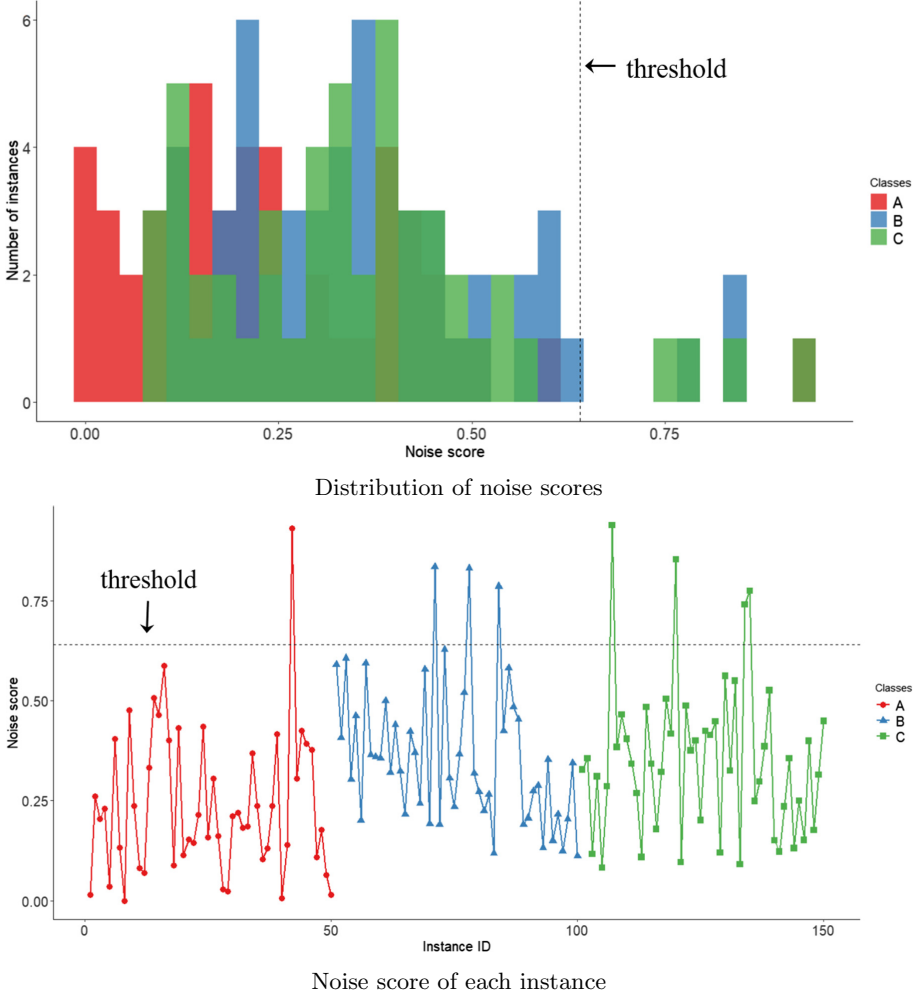 6
4
2
0
Number of instances
threshold
Classes
A
B
C
0.00 0.25 0.50 0.75
Noise score
Distribution of noise scores
0.75
0.50
0.25
0.00
Noise score
threshold
Classes
A
B
C
0 50 100 150
Instance ID
Noise score of each instance